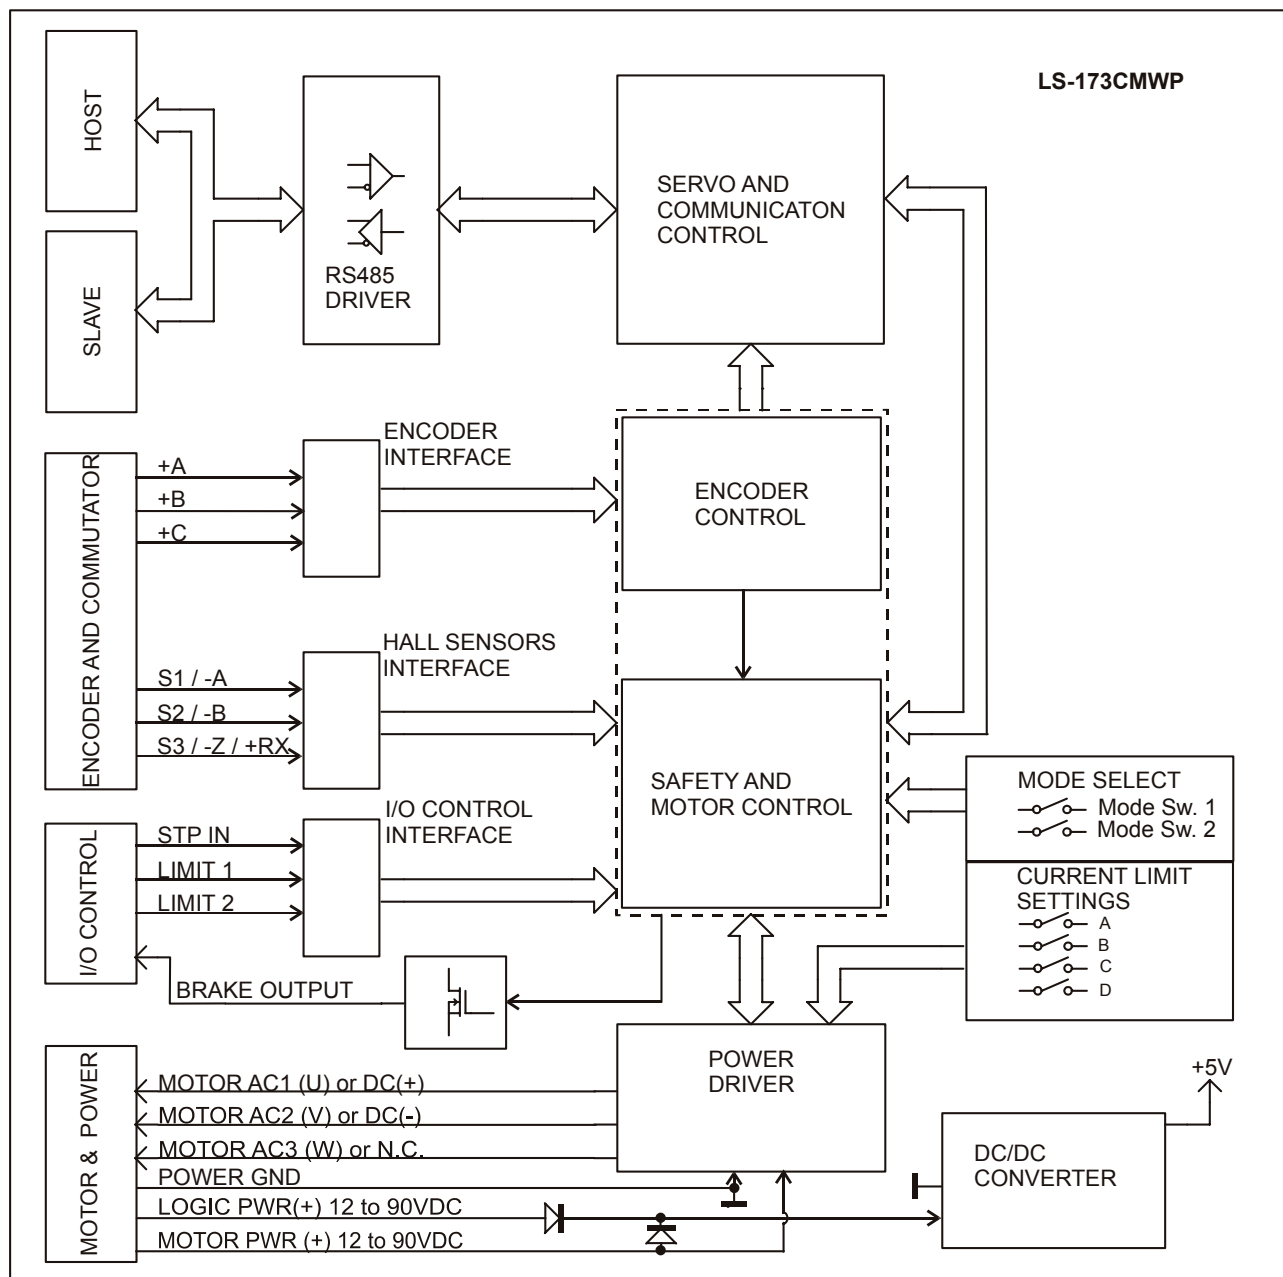 LS-173CMWP
HOST
SLAVE
RS485
DRIVER
SERVO AND
COMMUNICATON
CONTROL
ENCODER AND COMMUTATOR
+A
+B
+C
ENCODER
INTERFACE
ENCODER
CONTROL
S1 / -A
S2 / -B
S3 / -Z / +RX
HALL SENSORS
INTERFACE
SAFETY AND
MOTOR CONTROL
MODE SELECT
Mode Sw. 1
Mode Sw. 2
I/O CONTROL
STP IN
LIMIT 1
LIMIT 2
I/O CONTROL
INTERFACE
CURRENT LIMIT
SETTINGS
A
B
C
D
BRAKE OUTPUT
MOTOR & POWER
MOTOR AC1 (U) or DC(+)
MOTOR AC2 (V) or DC(-)
MOTOR AC3 (W) or N.C.
POWER GND
LOGIC PWR(+) 12 to 90VDC
MOTOR PWR (+) 12 to 90VDC
POWER
DRIVER
+5V
DC/DC
CONVERTER